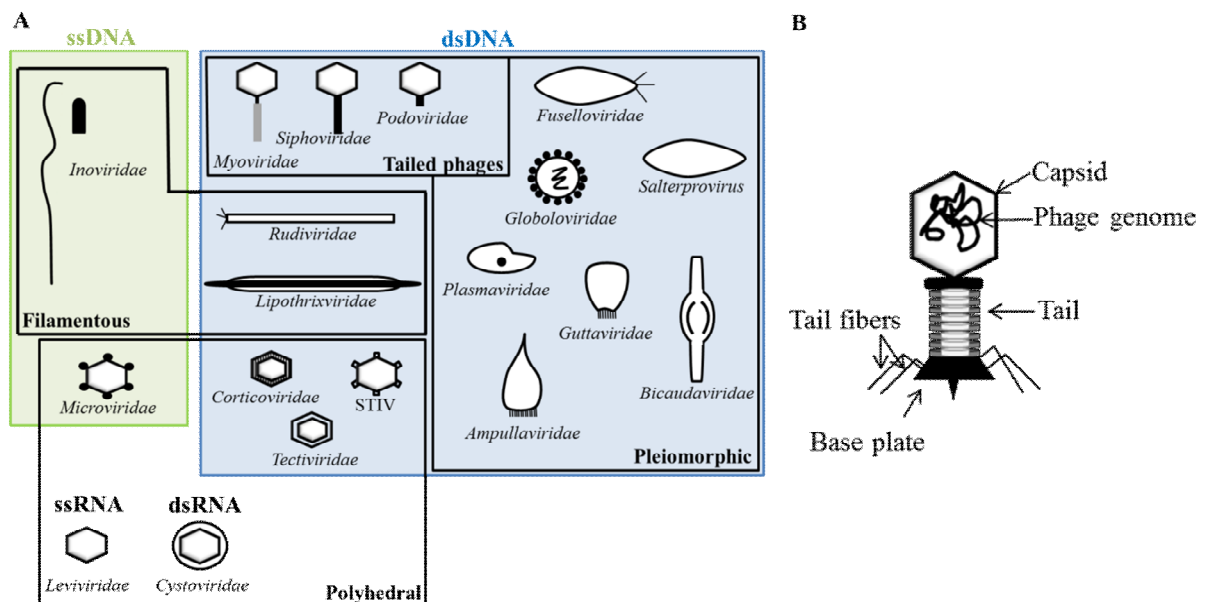 A
ssDNA
dsDNA
Inoviridae
Myoviridae
Siphoviridae
Podoviridae
Tailed phages
Fuselloviridae
Salterprovirus
Globoloviridae
Rudiviridae
Lipothrixviridae
Filamentous
Plasmaviridae
Guttaviridae
Bicaudaviridae
Ampullaviridae
Pleiomorphic
Microviridae
Corticoviridae
STIV
Tectiviridae
ssRNA
dsRNA
Leviviridae
Cystoviridae
Polyhedral
B
Capsid
Phage genome
Tail fibers
Tail
Base plate